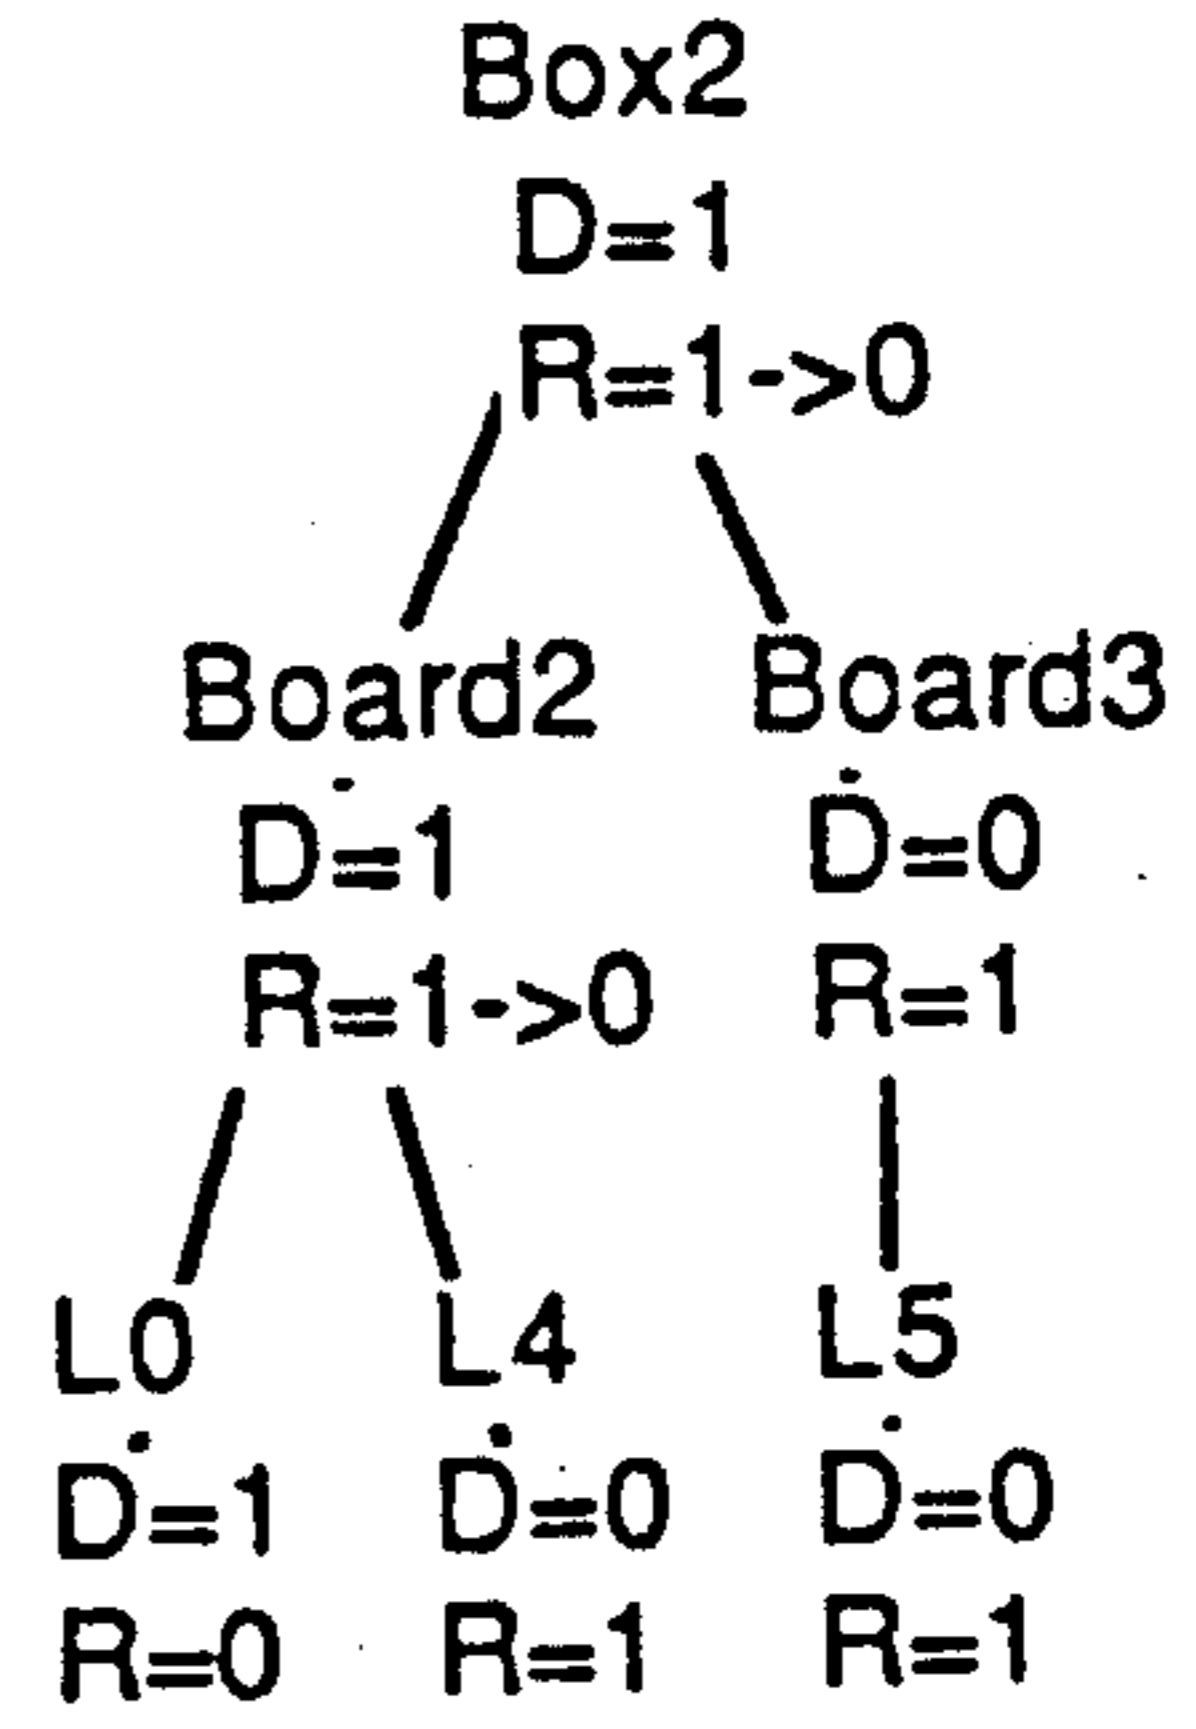 Box2
D=1
R=1->0
Board2 Board3
D=1 D=0
R=1->0 R=1
L0 L4 L5
D=1 D=0 D=0
R=0 R=1 R=1